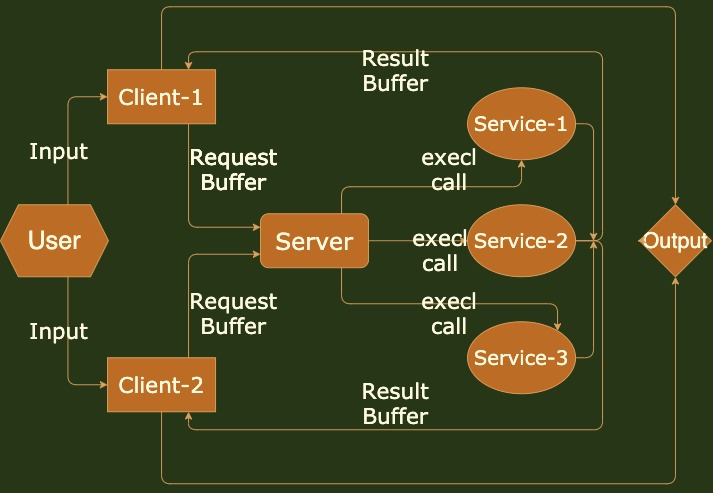 Result
Buffer
Client-1
Service-1
Input
Request
Buffer
execl
call
User
Server
execl
call
Service-2
Output
Input
Request
Buffer
execl
call
Client-2
Service-3
Result
Buffer